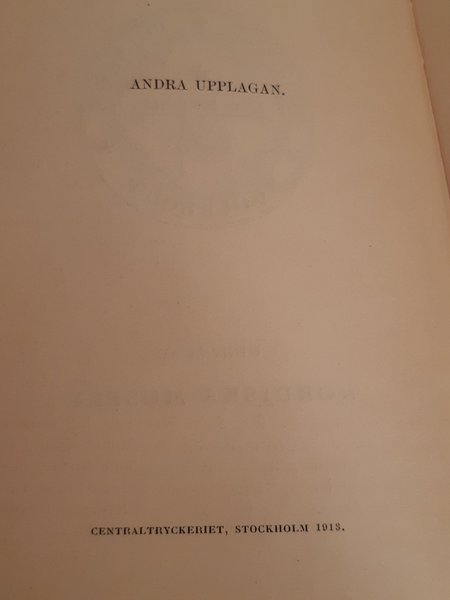 ANDRA UPPLAGAN.
CENTRALTRYCKERIET, STOCKHOLM 1913.